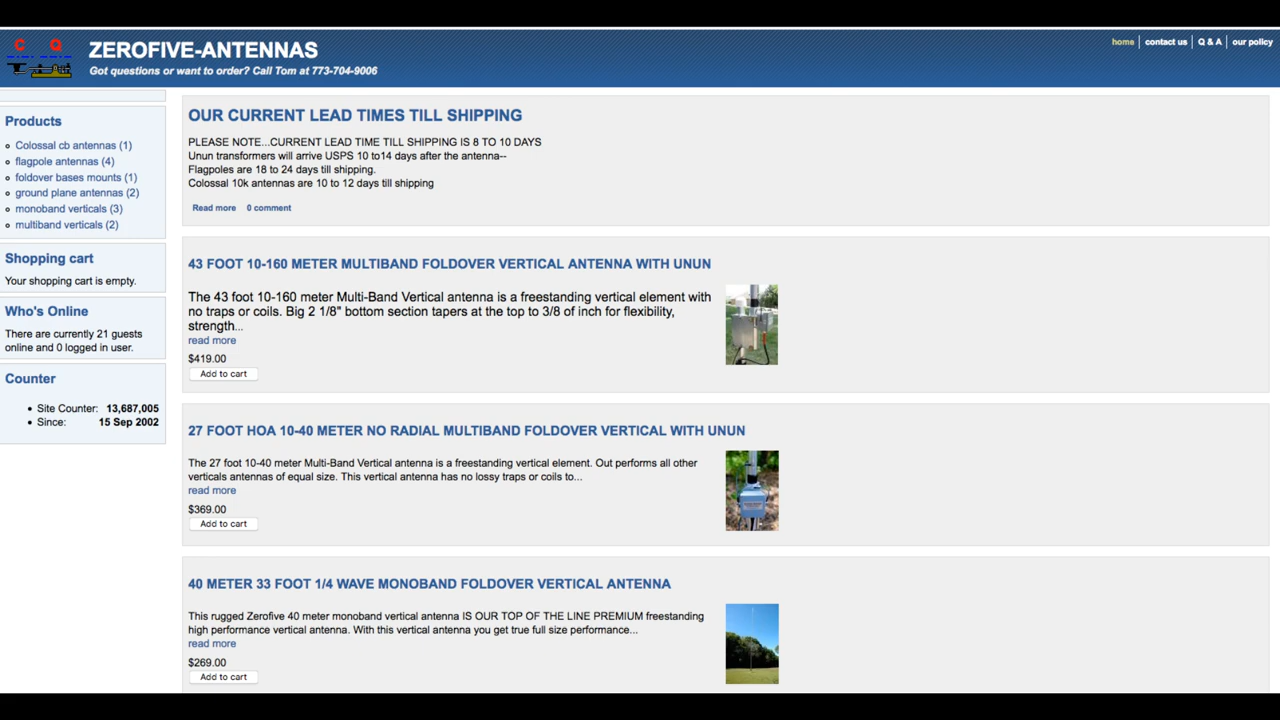 C Q
ZEROFIVE-ANTENNAS
Got questions or want to order? Call Tom at 773-704-9006
home
contact us
Q & A
our policy
Products
Colossal cb antennas (1)
flagpole antennas (4)
foldover bases mounts (1)
ground plane antennas (2)
monoband verticals (3)
multiband verticals (2)
Shopping cart
Your shopping cart is empty.
Who's Online
There are currently 21 guests
online and 0 logged in user.
Counter
Site Counter: 13,687,005
Since: 15 Sep 2002
OUR CURRENT LEAD TIMES TILL SHIPPING
PLEASE NOTE...CURRENT LEAD TIME TILL SHIPPING IS 8 TO 10 DAYS
Unun transformers will arrive USPS 10 to14 days after the antenna--
Flagpoles are 18 to 24 days till shipping.
Colossal 10k antennas are 10 to 12 days till shipping
Read more 0 comment
43 FOOT 10-160 METER MULTIBAND FOLDOVER VERTICAL ANTENNA WITH UNUN
The 43 foot 10-160 meter Multi-Band Vertical antenna is a freestanding vertical element with
no traps or coils. Big 2 1/8" bottom section tapers at the top to 3/8 of inch for flexibility,
strength...
read more
$419.00
Add to cart
27 FOOT HOA 10-40 METER NO RADIAL MULTIBAND FOLDOVER VERTICAL WITH UNUN
The 27 foot 10-40 meter Multi-Band Vertical antenna is a freestanding vertical element. Out performs all other
verticals antennas of equal size. This vertical antenna has no lossy traps or coils to...
read more
$369.00
Add to cart
40 METER 33 FOOT 1/4 WAVE MONOBAND FOLDOVER VERTICAL ANTENNA
This rugged Zerofive 40 meter monoband vertical antenna IS OUR TOP OF THE LINE PREMIUM freestanding
high performance vertical antenna. With this vertical antenna you get true full size performance...
read more
$269.00
Add to cart